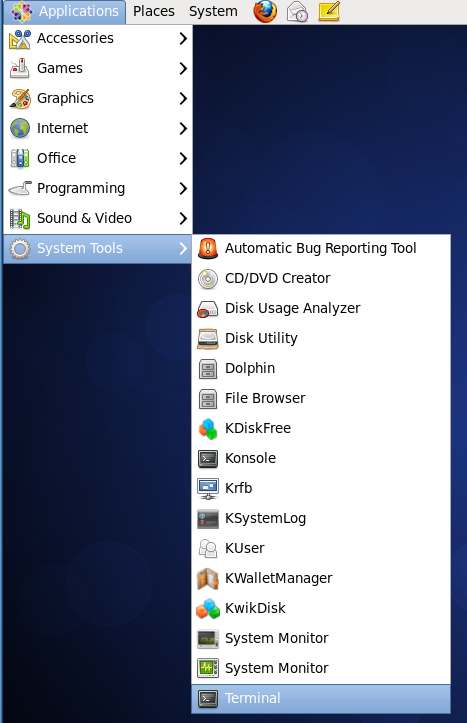 Applications Places System
Accessories
Games
Graphics
Internet
Office
Programming
Sound & Video
System Tools
Automatic Bug Reporting Tool
CD/DVD Creator
Disk Usage Analyzer
Disk Utility
Dolphin
File Browser
KDiskFree
Konsole
Krfb
KSystemLog
KUser
KWalletManager
KwikDisk
System Monitor
System Monitor
Terminal